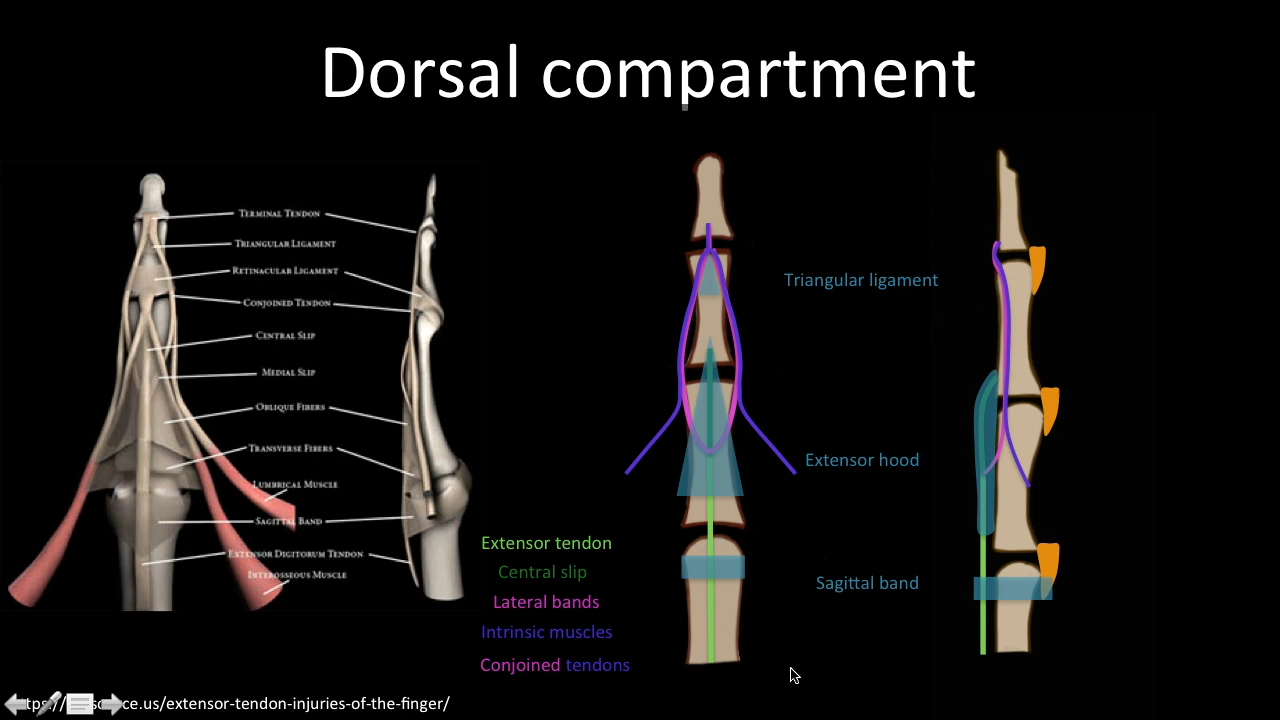 Dorsal compartment
TERMINAL TENDON
TRIANGULAR LIGAMENT
RETINACULAR LIGAMENT
CONJOINED TENDON
CENTRAL SLIP
MEDIAL SLIP
OBLIQUE FIBERS
TRANSVERSE FIBERS
LUMBRICAL MUSCLE
SAGITTAL BAND
EXTENSOR DIGITORUM TENDON
INTEROSSEOUS MUSCLE
Triangular ligament
Extensor hood
Sagittal band
Extensor tendon
Central slip
Lateral bands
Intrinsic muscles
Conjoined tendons
ce.us/extensor-tendon-injuries-of-the-finger/